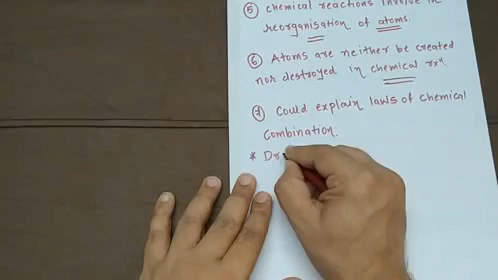 ⑤ Chemical reactions involve in
reorganisation of atoms.
⑥ Atoms are neither be created
nor destroyed in chemical rxⁿ.
⑦ Could explain laws of chemical
Combination.
*